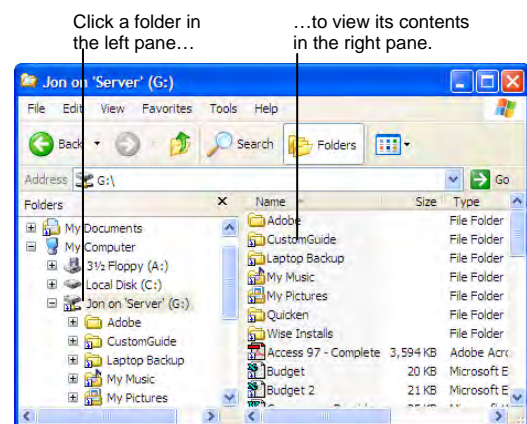 Click a folder in
the left pane…
…to view its contents
in the right pane.
Jon on 'Server' (G:)
File Edit View Favorites Tools Help
Back Search Folders
Address G:\ Go
Folders x Name Size Type
My Documents
My Computer
3½ Floppy (A:)
Local Disk (C:)
Jon on 'Server' (G:)
Adobe
CustomGuide
Laptop Backup
My Music
My Pictures
Adobe File Folder
CustomGuide File Folder
Laptop Backup File Folder
My Music File Folder
My Pictures File Folder
Quicken File Folder
Wise Installs File Folder
Access 97 - Complete 3,594 KB Adobe Acro
Budget 20 KB Microsoft E
Budget 2 21 KB Microsoft E